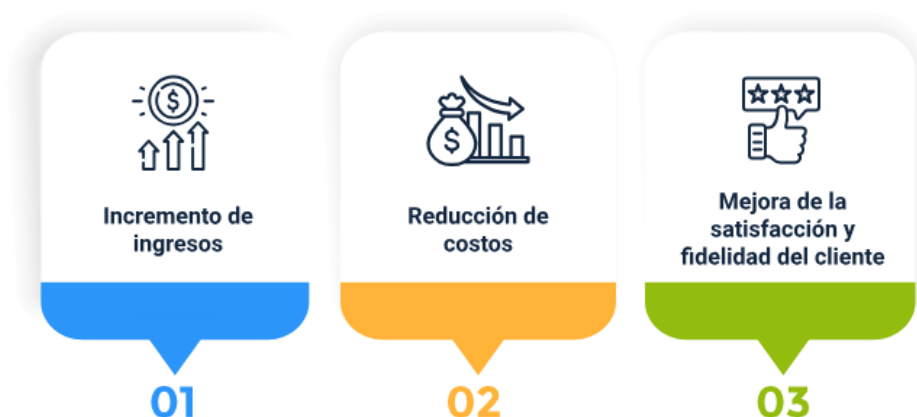 $
Incremento de
ingresos
01
$
Reducción de
costos
02
Mejora de la
satisfacción y
fidelidad del cliente
03